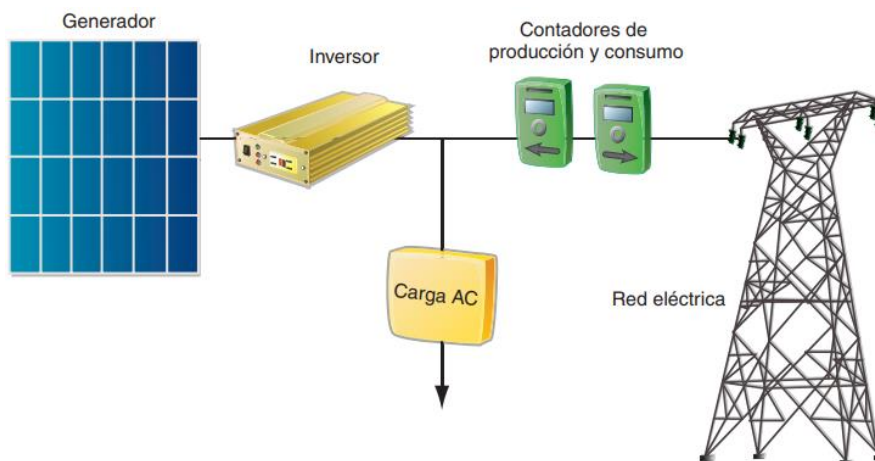 Generador
Inversor
Contadores de
producción y consumo
Carga AC
Red eléctrica